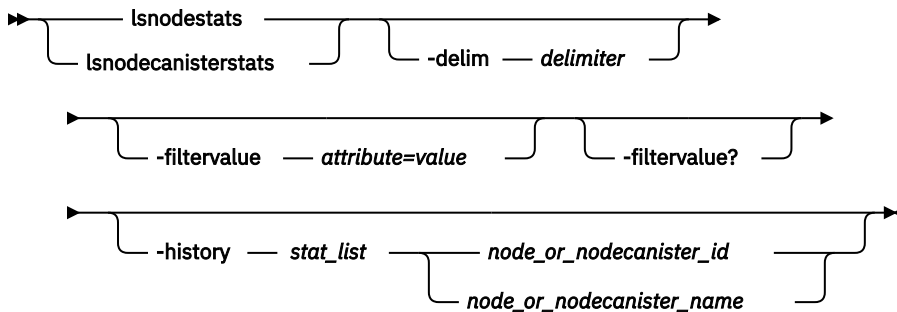 lsnodestats
lsnodecanisterstats
-delim delimiter
-filtervalue attribute=value -filtervalue?
-history stat_list node_or_nodecanister_id
node_or_nodecanister_name